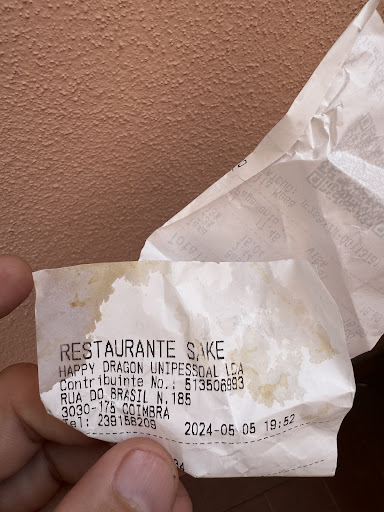 RESTAURANTE SAKE
HAPPY DRAGON UNIPESSOAL LDA
Contribuinte No.: 513506993
RUA DO BRASIL N.185
3030-175 COIMBRA
Tel: 239156209
2024-05-05 19:52